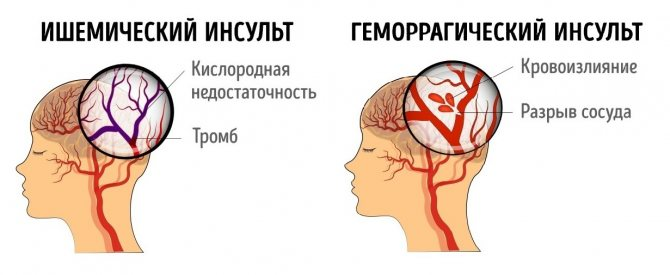 ИШЕМИЧЕСКИЙ ИНСУЛЬТ
Кислородная
недостаточность
Тромб
ГЕМОРРАГИЧЕСКИЙ ИНСУЛЬТ
Кровоизлияние
Разрыв сосуда